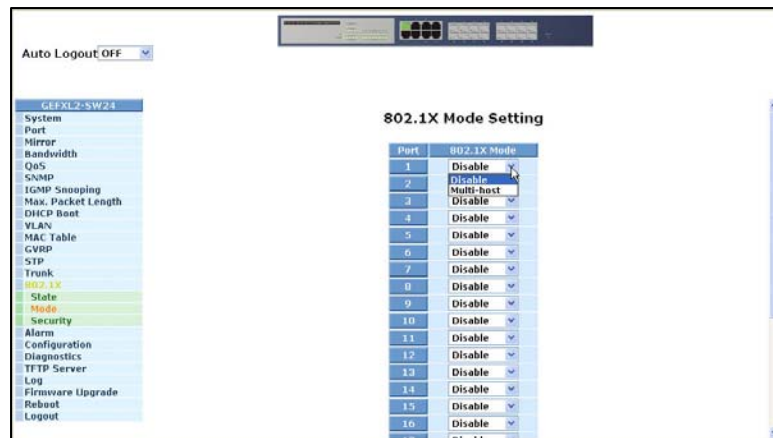 Auto Logout OFF
GEFXL2-SW24
System
Port
Mirror
Bandwidth
QoS
SNMP
IGMP Snooping
Max. Packet Length
DHCP Boot
VLAN
MAC Table
GVRP
STP
Trunk
802.1X
State
Mode
Security
Alarm
Configuration
Diagnostics
TFTP Server
Log
Firmware Upgrade
Reboot
Logout
802.1X Mode Setting
Port 802.1X Mode
1 Disable
Disable
2
Multi-host
3 Disable
4 Disable
5 Disable
6 Disable
7 Disable
8 Disable
9 Disable
10 Disable
11 Disable
12 Disable
13 Disable
14 Disable
15 Disable
16 Disable